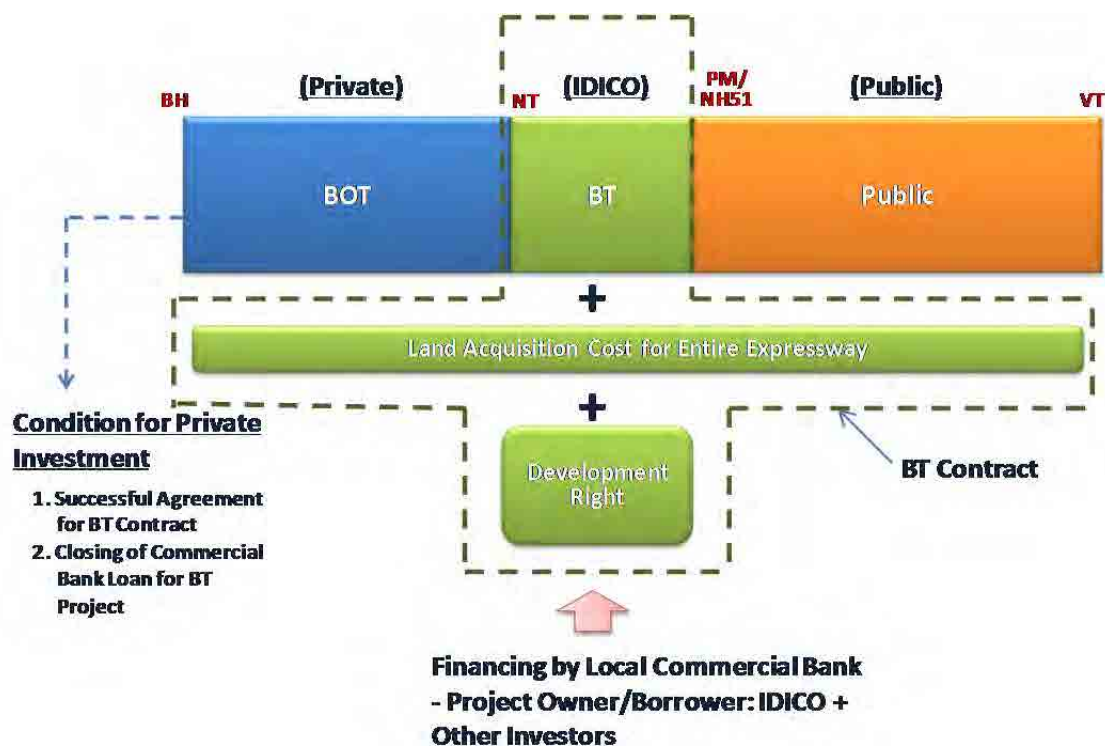 (Private)
(IDICO)
PM/
NH51
(Public)
BH
NT
VT
BOT
BT
Public
+
Land Acquisition Cost for Entire Expressway
+
Condition for Private
Investment
1. Successful Agreement
for BT Contract
2. Closing of Commercial
Bank Loan for BT
Project
Development
Right
BT Contract
Financing by Local Commercial Bank
- Project Owner/Borrower: IDICO +
Other Investors